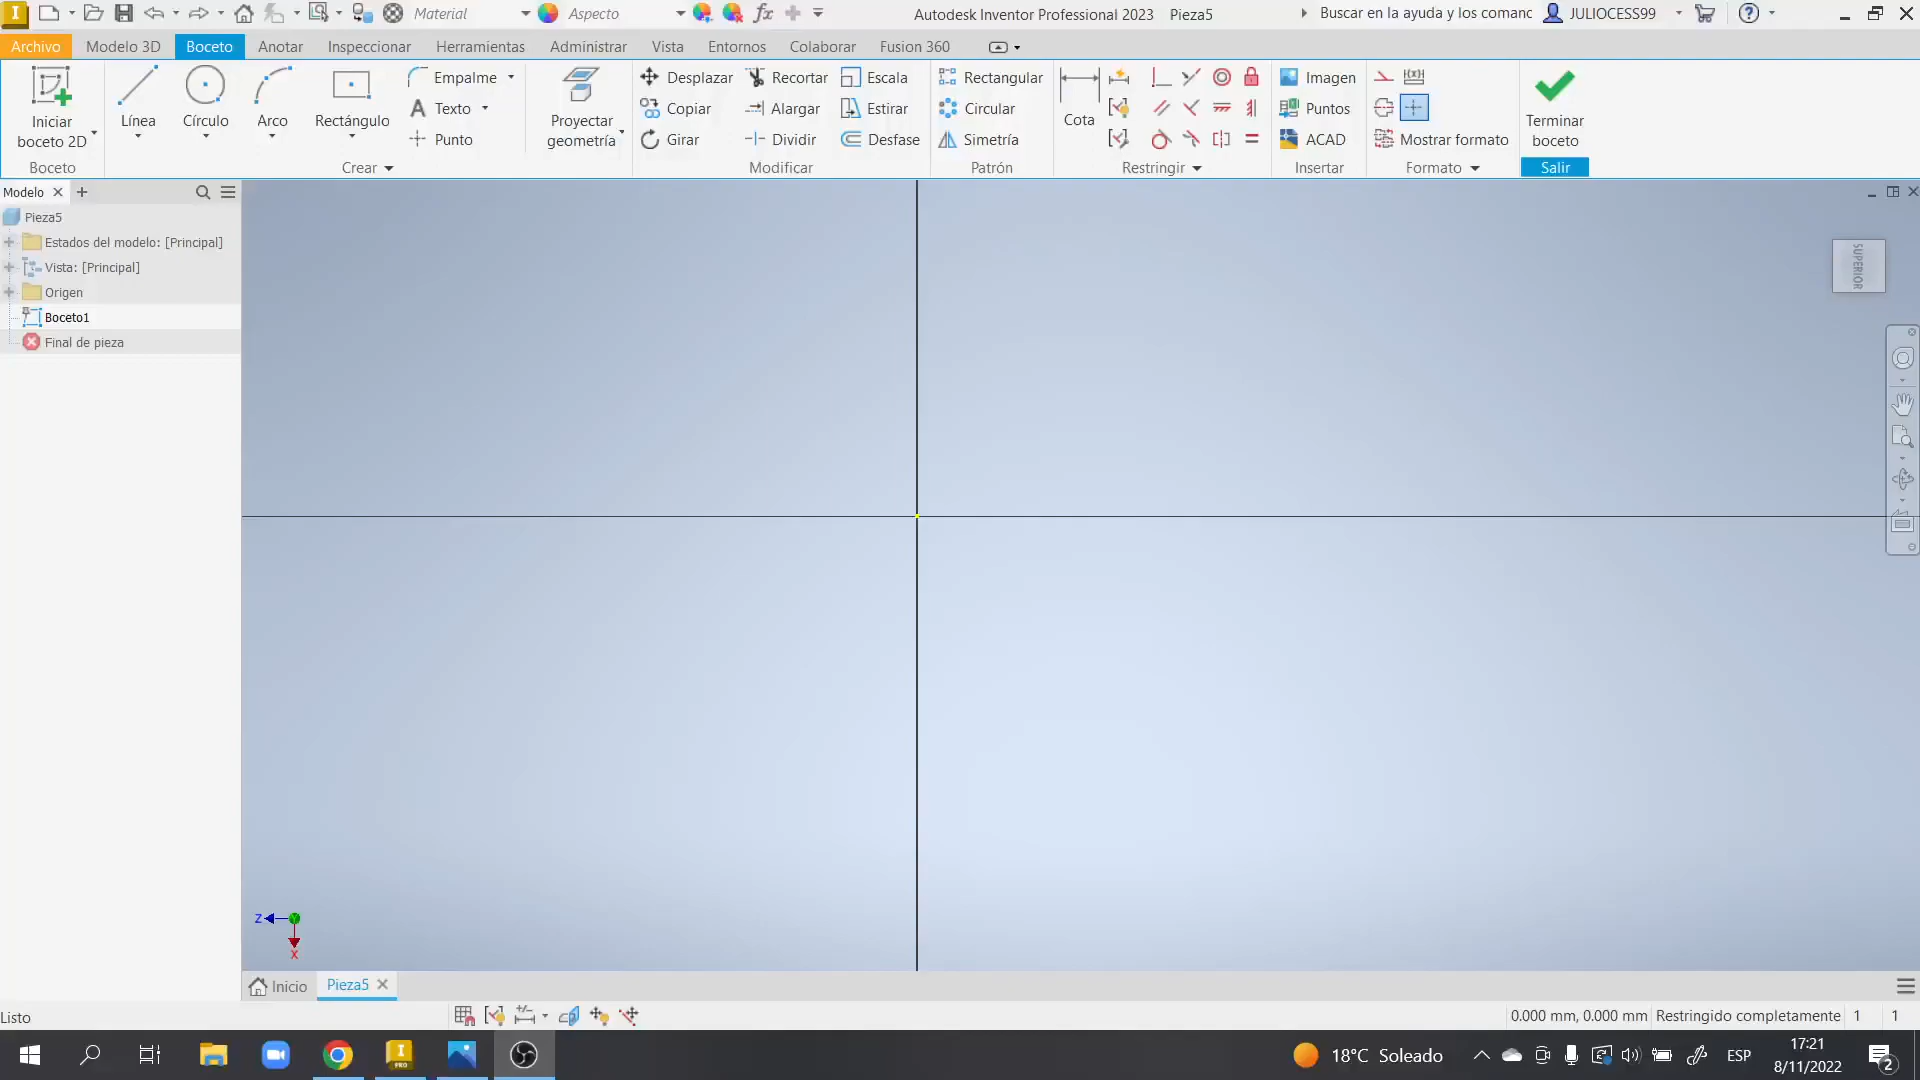 Material
Aspecto
fx
Autodesk Inventor Professional 2023 Pieza5
Buscar en la ayuda y los comanc
JULIOCESS99
Archivo Modelo 3D Boceto Anotar Inspeccionar Herramientas Administrar Vista Entornos Colaborar Fusion 360
Iniciar
boceto 2D
Boceto
Línea
Círculo
Arco
Rectángulo
Empalme
Texto
Punto
Crear
Proyectar
geometría
Desplazar Recortar Escala
Copiar Alargar Estirar
Girar Dividir Desfase
Modificar
Rectangular
Circular
Simetría
Patrón
Cota
Restringir
Imagen
Puntos
ACAD
Insertar
Mostrar formato
Formato
Terminar
boceto
Salir
Modelo
Pieza5
Estados del modelo: [Principal]
Vista: [Principal]
Origen
Boceto1
Final de pieza
SUPERIOR
Z
Y
X
Inicio
Pieza5
Listo
0.000 mm, 0.000 mm Restringido completamente 1 1
I
PRO
18°C Soleado
ESP
17:21
8/11/2022
2